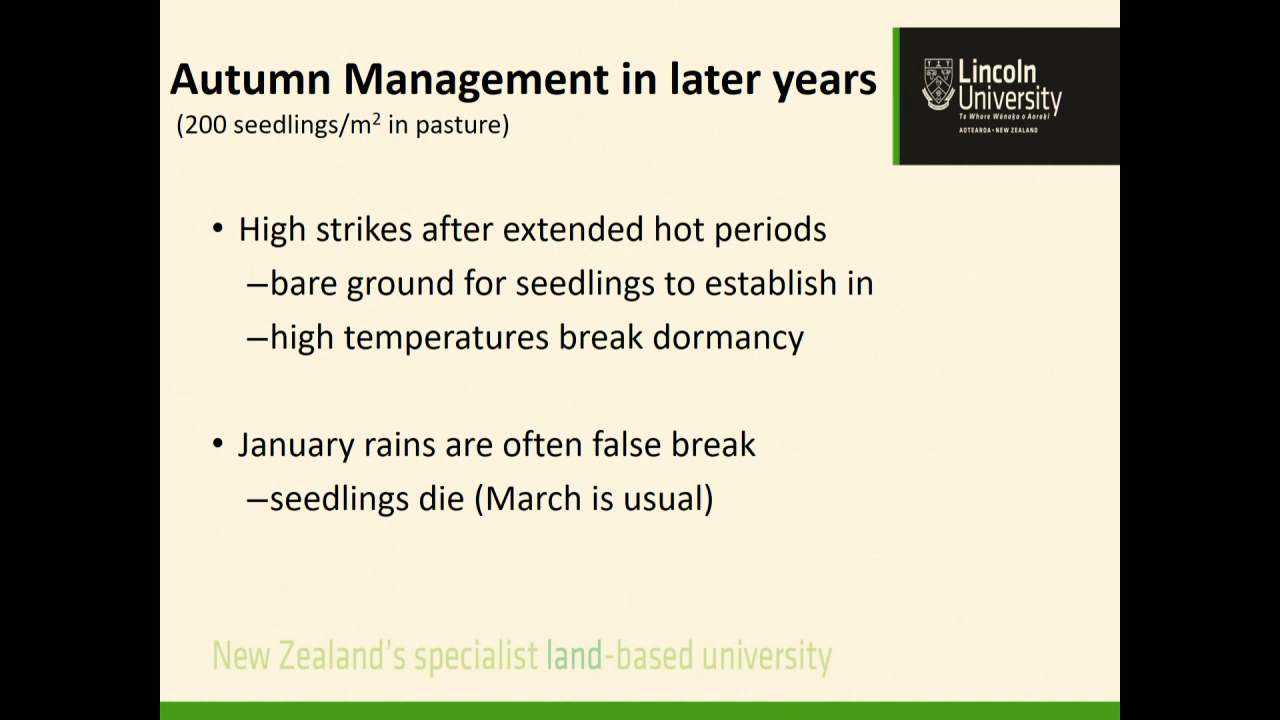 Autumn Management in later years
(200 seedlings/m² in pasture)
Lincoln
University
Te Whare Wānaka o Aoraki
AOTEAROA • NEW ZEALAND
• High strikes after extended hot periods
–bare ground for seedlings to establish in
–high temperatures break dormancy
• January rains are often false break
–seedlings die (March is usual)
New Zealand's specialist land-based university